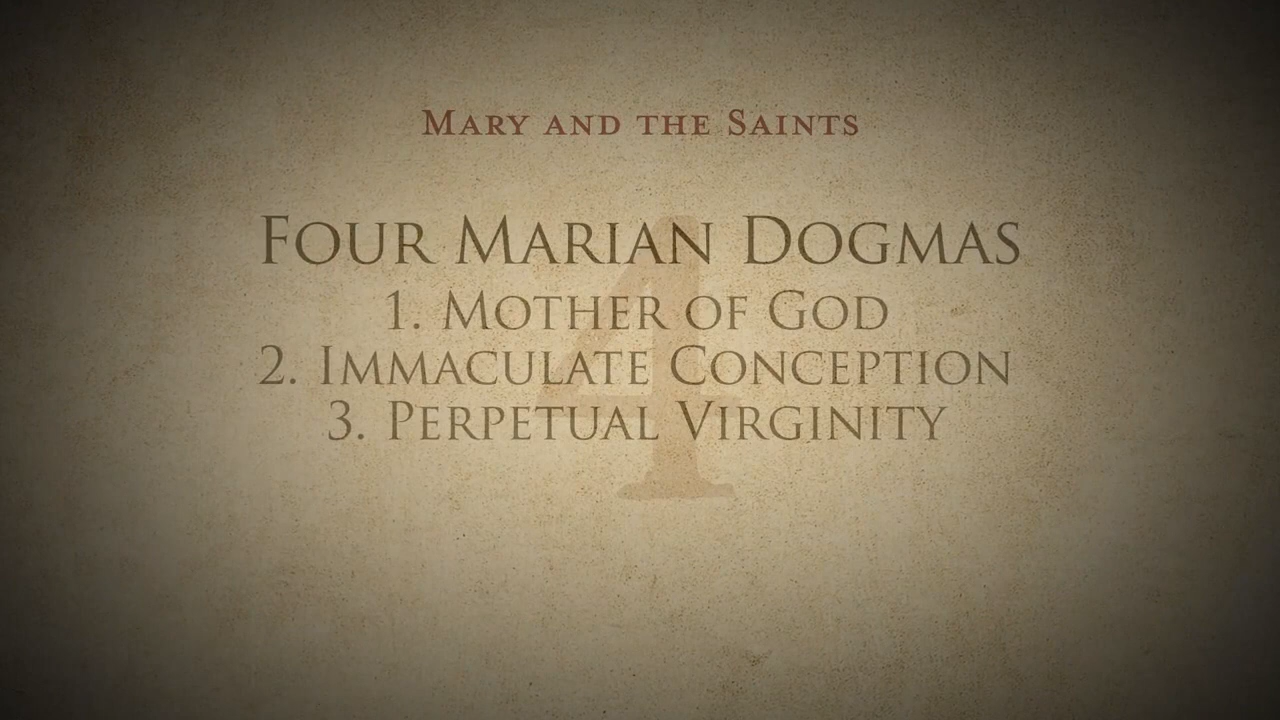 Mary and the Saints
Four Marian Dogmas
1. Mother of God
2. Immaculate Conception
3. Perpetual Virginity
4